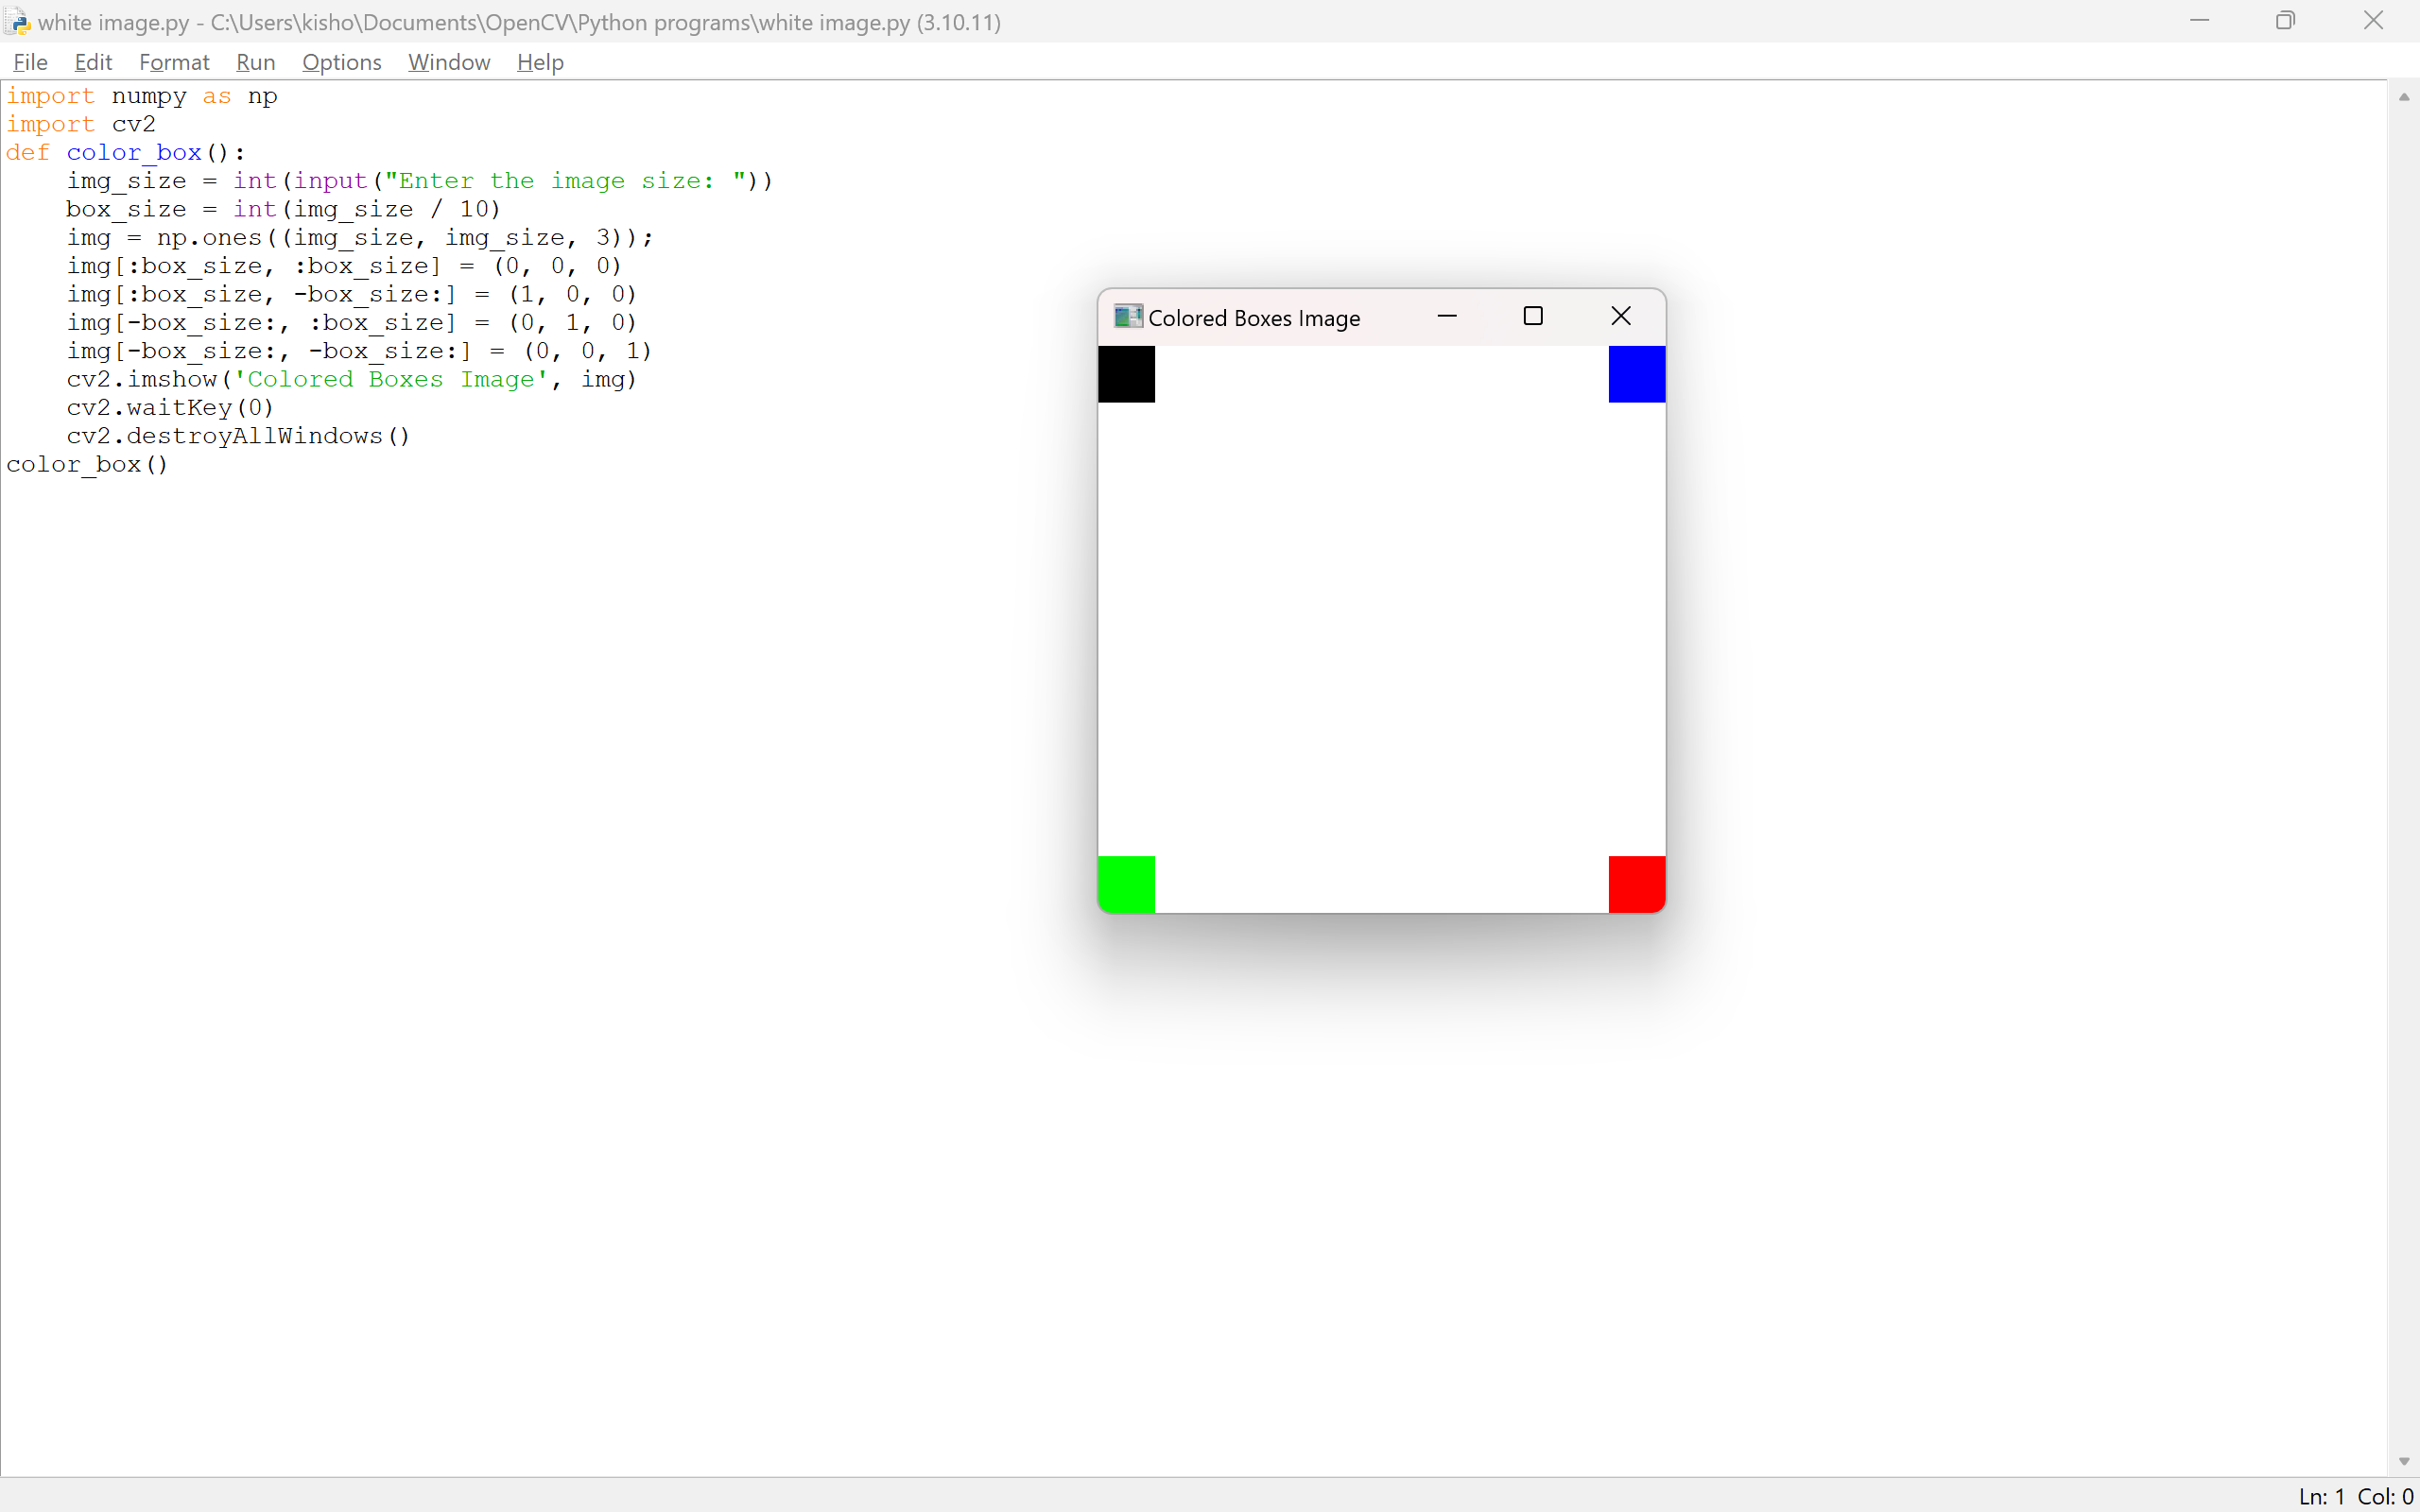 white image.py - C:\Users\kisho\Documents\OpenCV\Python programs\white image.py (3.10.11)
File Edit Format Run Options Window Help
import numpy as np
import cv2
def color_box():
    img_size = int(input("Enter the image size: "))
    box_size = int(img_size / 10)
    img = np.ones((img_size, img_size, 3));
    img[:box_size, :box_size] = (0, 0, 0)
    img[:box_size, -box_size:] = (1, 0, 0)
    img[-box_size:, :box_size] = (0, 1, 0)
    img[-box_size:, -box_size:] = (0, 0, 1)
    cv2.imshow('Colored Boxes Image', img)
    cv2.waitKey(0)
    cv2.destroyAllWindows()
color_box()
Colored Boxes Image
Ln: 1 Col: 0